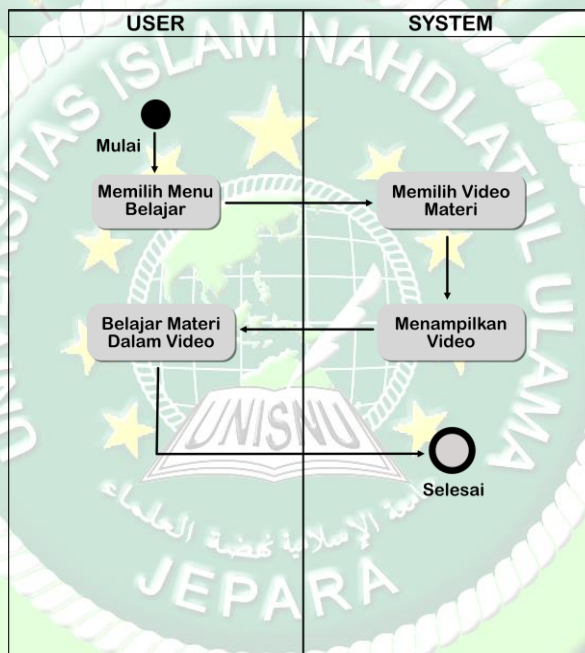 USER
SYSTEM
Mulai
Memilih Menu
Belajar
Memilih Video
Materi
Belajar Materi
Dalam Video
Menampilkan
Video
Selesai
UNIVERSITAS ISLAM NAHDLATUL ULAMA
UNISNU
JEPARA